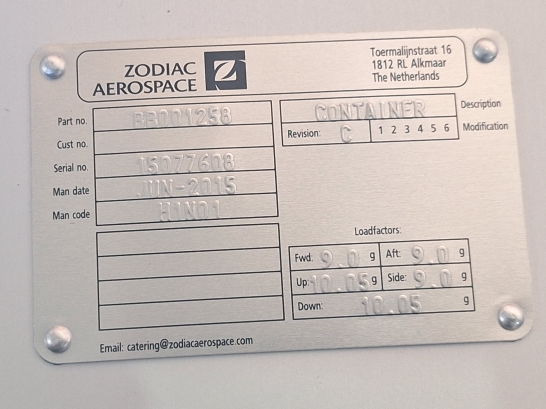 ZODIAC
AEROSPACE
Toermalijnstraat 16
1812 RL Alkmaar
The Netherlands
Part no.
Cust no.
Serial no. 15077608
Man date JUN-2015
Man code
CONTAINER Description
Revision: C 1 2 3 4 5 6 Modification
Loadfactors:
Fwd: 9.0 g Aft: 9.0 g
Up: 10.05 g Side: 9.0 g
Down: 10.05 g
Email: catering@zodiacaerospace.com